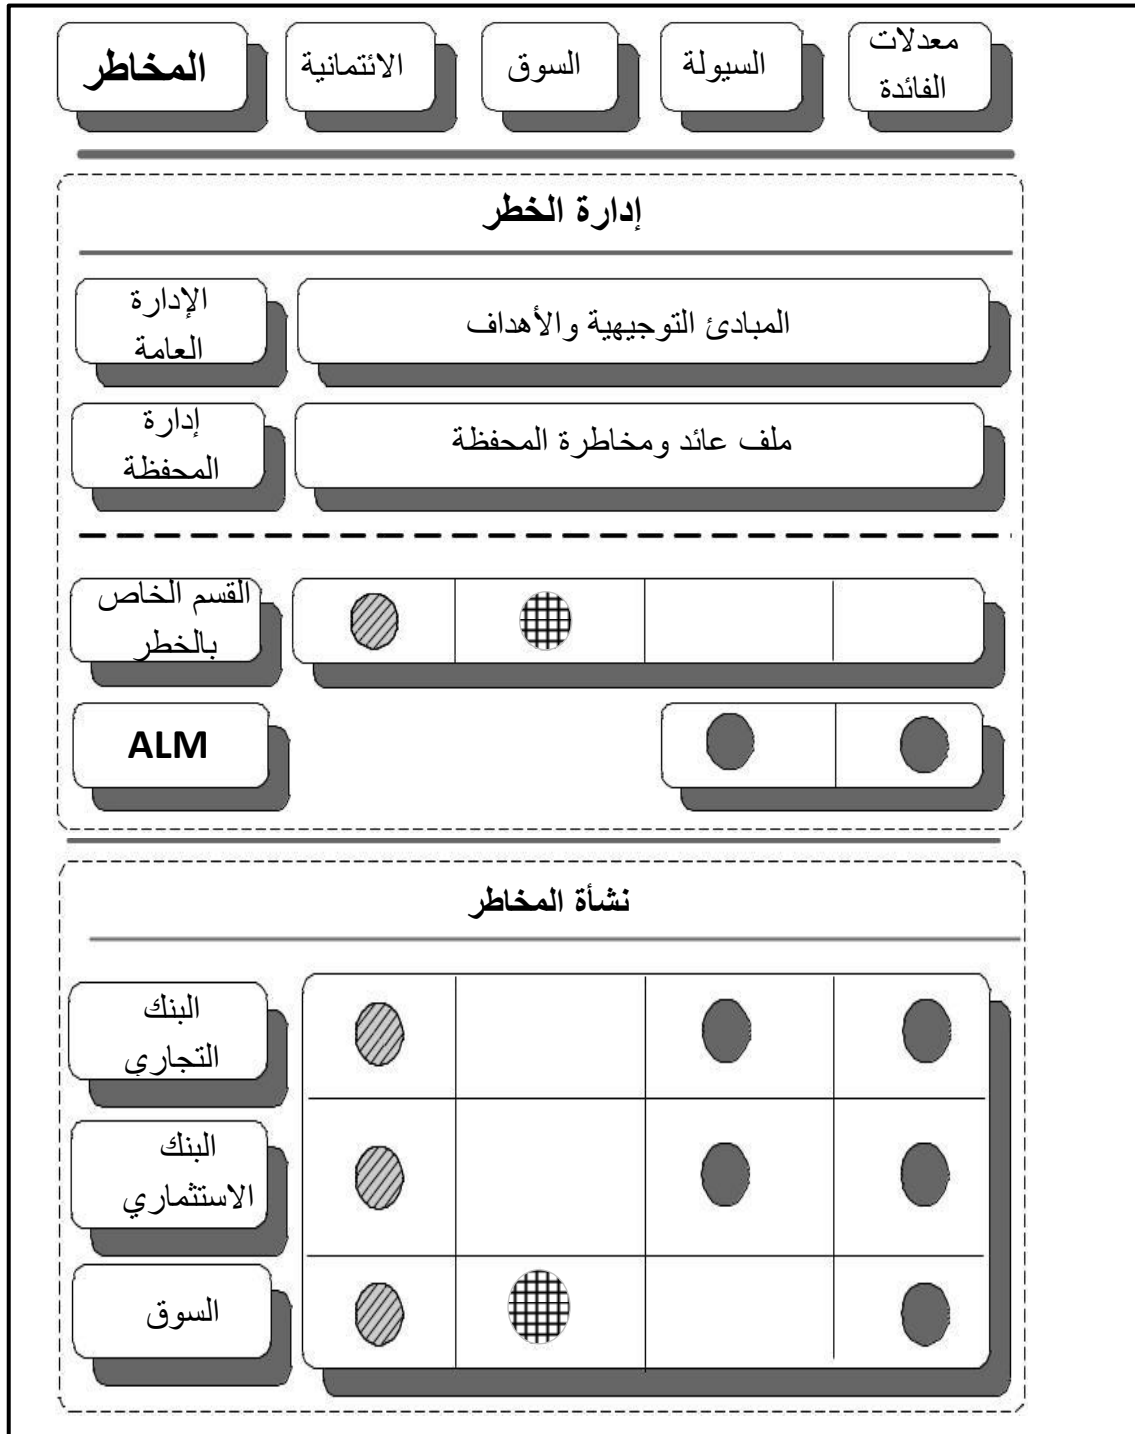 المخاطر
الائتمانية
السوق
السيولة
معدلات
الفائدة
إدارة الخطر
الإدارة
العامة
المبادئ التوجيهية والأهداف
إدارة
المحفظة
ملف عائد ومخاطرة المحفظة
القسم الخاص
بالخطر
ALM
نشأة المخاطر
البنك
التجاري
البنك
الاستثماري
السوق